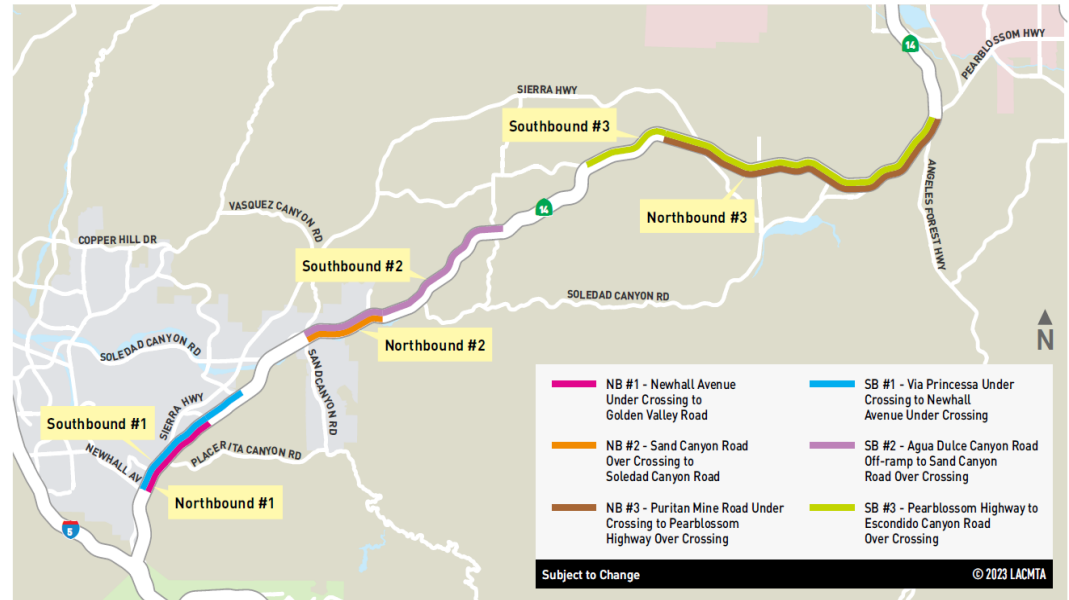 14
PEARBLOSSOM HWY
SIERRA HWY
Southbound #3
ANGELES FOREST HWY
14
Northbound #3
VASQUEZ CANYON RD
COPPER HILL DR
Southbound #2
SOLEDAD CANYON RD
Northbound #2
N
SOLEDAD CANYON RD
SAND CANYON RD
SIERRA HWY
Southbound #1
PLACERITA CANYON RD
NEWHALL AV
Northbound #1
5
NB #1 - Newhall Avenue
Under Crossing to
Golden Valley Road
NB #2 - Sand Canyon Road
Over Crossing to
Soledad Canyon Road
NB #3 - Puritan Mine Road Under
Crossing to Pearblossom
Highway Over Crossing
SB #1 - Via Princessa Under
Crossing to Newhall
Avenue Under Crossing
SB #2 - Agua Dulce Canyon Road
Off-ramp to Sand Canyon
Road Over Crossing
SB #3 - Pearblossom Highway to
Escondido Canyon Road
Over Crossing
Subject to Change
© 2023 LACMTA